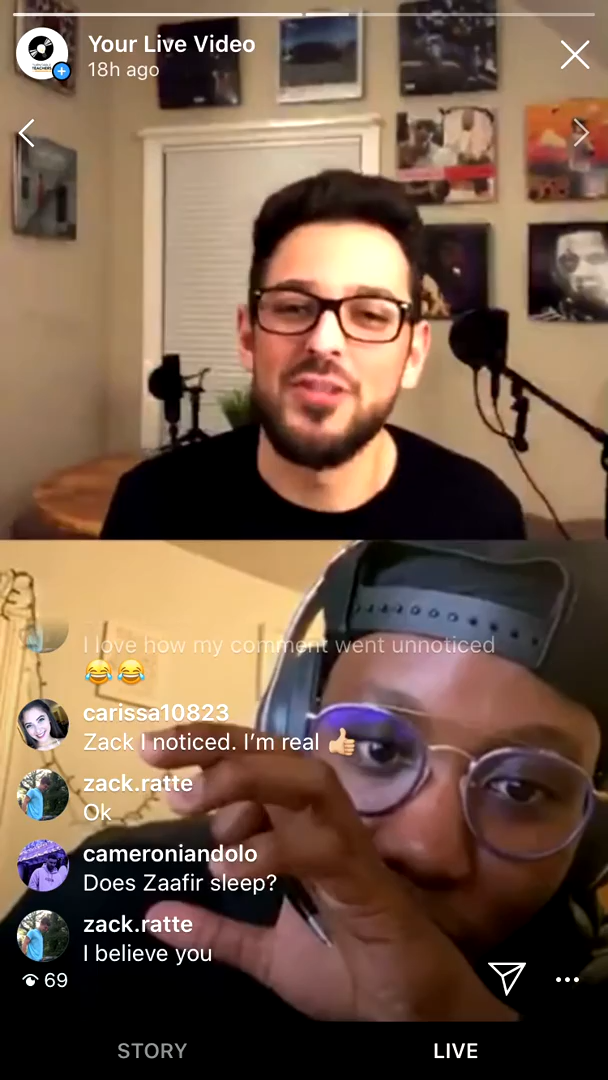 Your Live Video
18h ago
I love how my comment went unnoticed
😂😂
carissa10823
Zack I noticed. I’m real 👍🏼
zack.ratte
Ok
cameroniandolo
Does Zaafir sleep?
zack.ratte
I believe you
69
STORY
LIVE